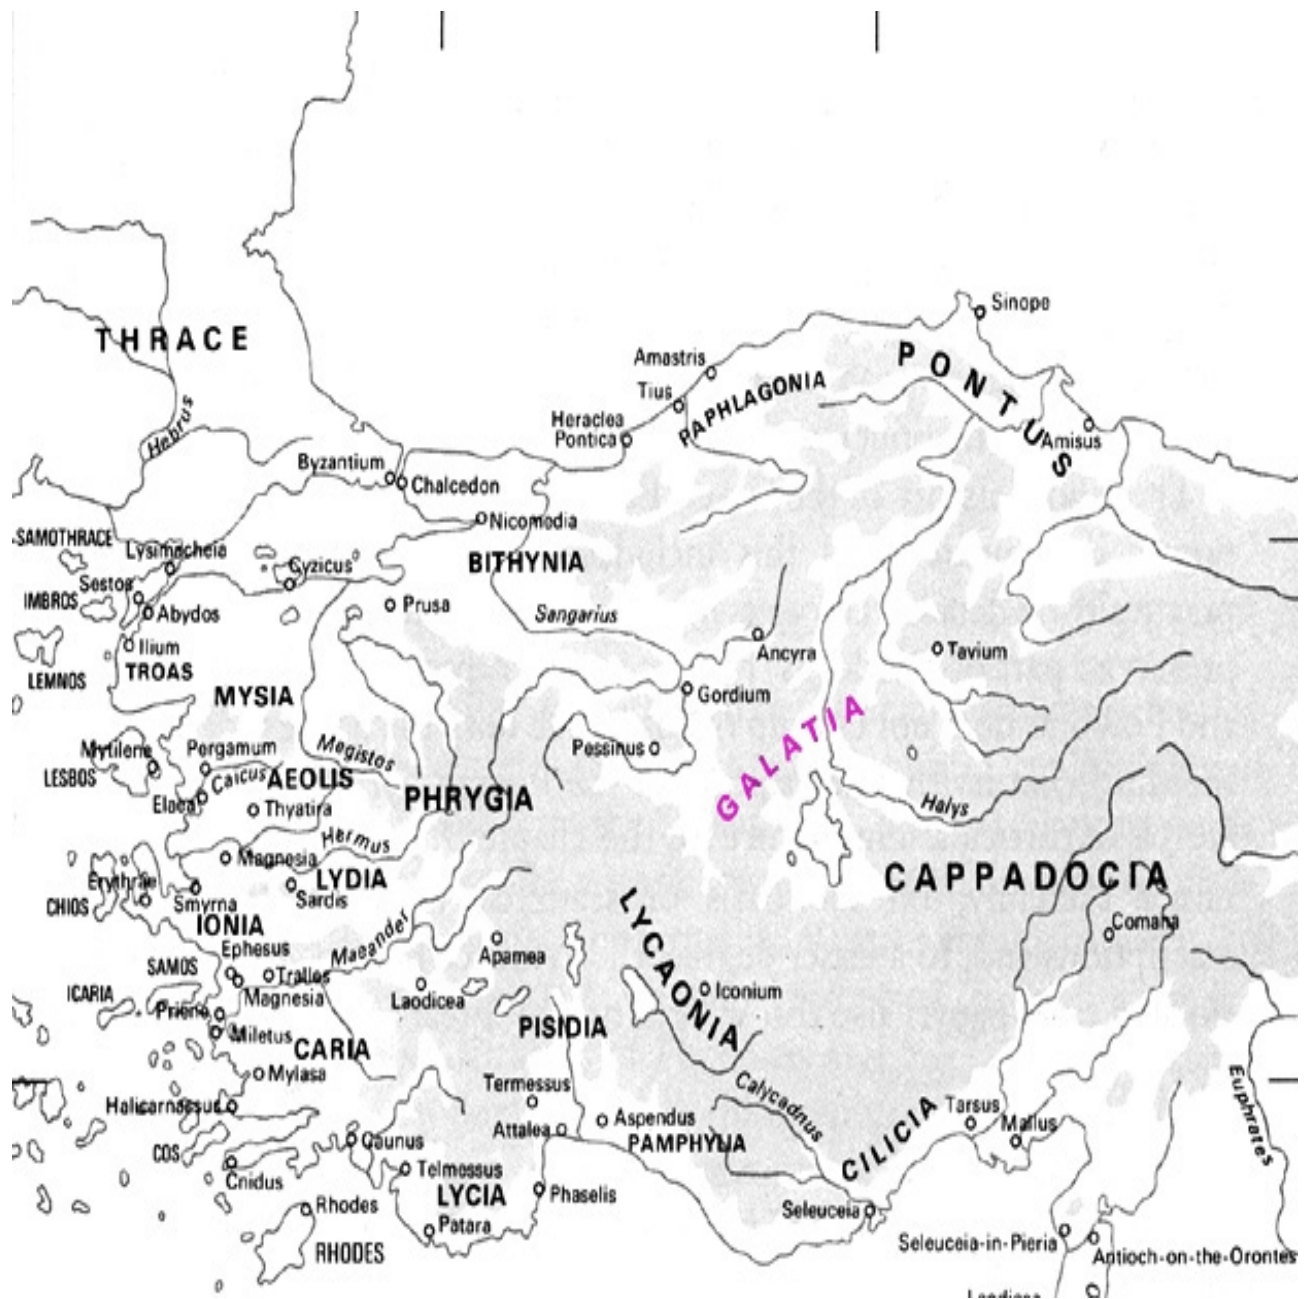 Sinope
THRACE
PONTUS
Amastris
Tius
PAPHLAGONIA
Heraclea
Pontica
Hebrus
Amisus
Byzantium
Chalcedon
Nicomedia
SAMOTHRACE
Lysimacheia
Cyzicus
BITHYNIA
Sestos
IMBROS
Abydos
Prusa
Sangarius
Ilium
TROAS
LEMNOS
Ancyra
Tavium
MYSIA
Gordium
GALATIA
Mytilene
LESBOS
Pergamum
Megistos
Pessinus
Caicus
AEOLIS
Elaea
Thyatira
PHRYGIA
Halys
Hermus
Magnesia
Erythrae
CHIOS
Smyrna
LYDIA
Sardis
CAPPADOCIA
IONIA
LYCAONIA
Comana
Ephesus
Maeander
Apamea
SAMOS
Tralles
ICARIA
Magnesia
Laodicea
Iconium
Priene
Miletus
PISIDIA
CARIA
Mylasa
Termessus
Calycadnus
Euphrates
Halicarnassus
Attalea
Aspendus
Tarsus
Mallus
PAMPHYLIA
CILICIA
COS
Caunus
Cnidus
Telmessus
LYCIA
Phaselis
Rhodes
Patara
Seleuceia
RHODES
Seleuceia-in-Pieria
Antioch-on-the-Orontes
Laodicea